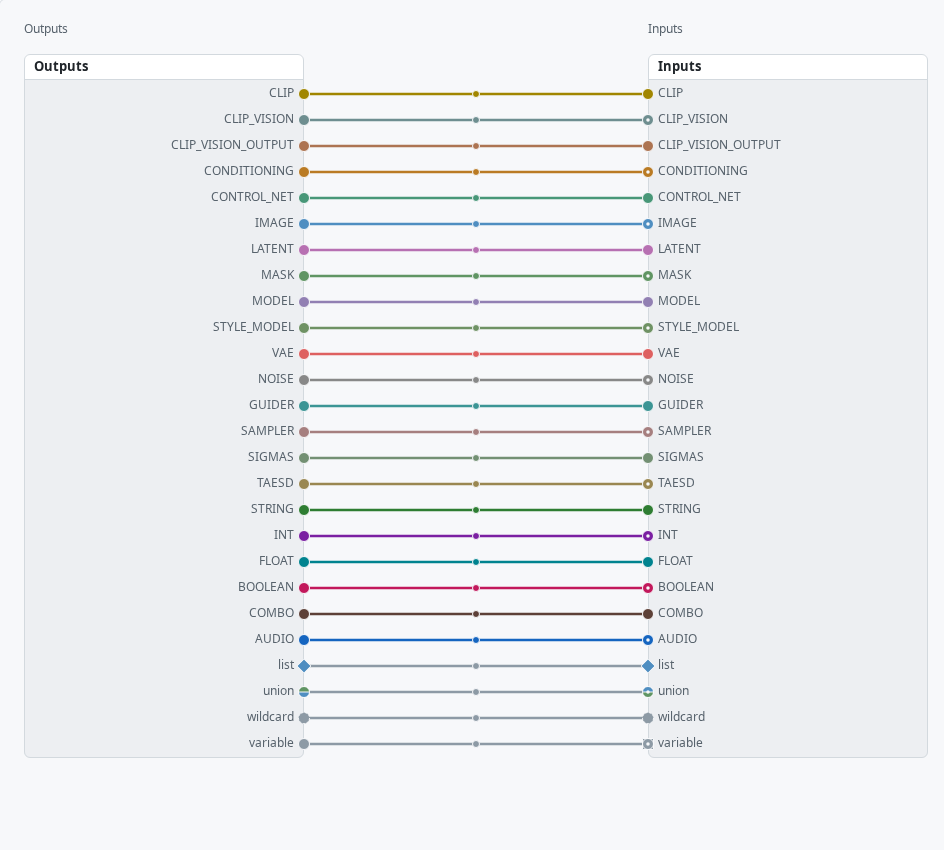 Outputs
Inputs
Outputs
Inputs
CLIP
CLIP
CLIP_VISION
CLIP_VISION
CLIP_VISION_OUTPUT
CLIP_VISION_OUTPUT
CONDITIONING
CONDITIONING
CONTROL_NET
CONTROL_NET
IMAGE
IMAGE
LATENT
LATENT
MASK
MASK
MODEL
MODEL
STYLE_MODEL
STYLE_MODEL
VAE
VAE
NOISE
NOISE
GUIDER
GUIDER
SAMPLER
SAMPLER
SIGMAS
SIGMAS
TAESD
TAESD
STRING
STRING
INT
INT
FLOAT
FLOAT
BOOLEAN
BOOLEAN
COMBO
COMBO
AUDIO
AUDIO
list
list
union
union
wildcard
wildcard
variable
variable